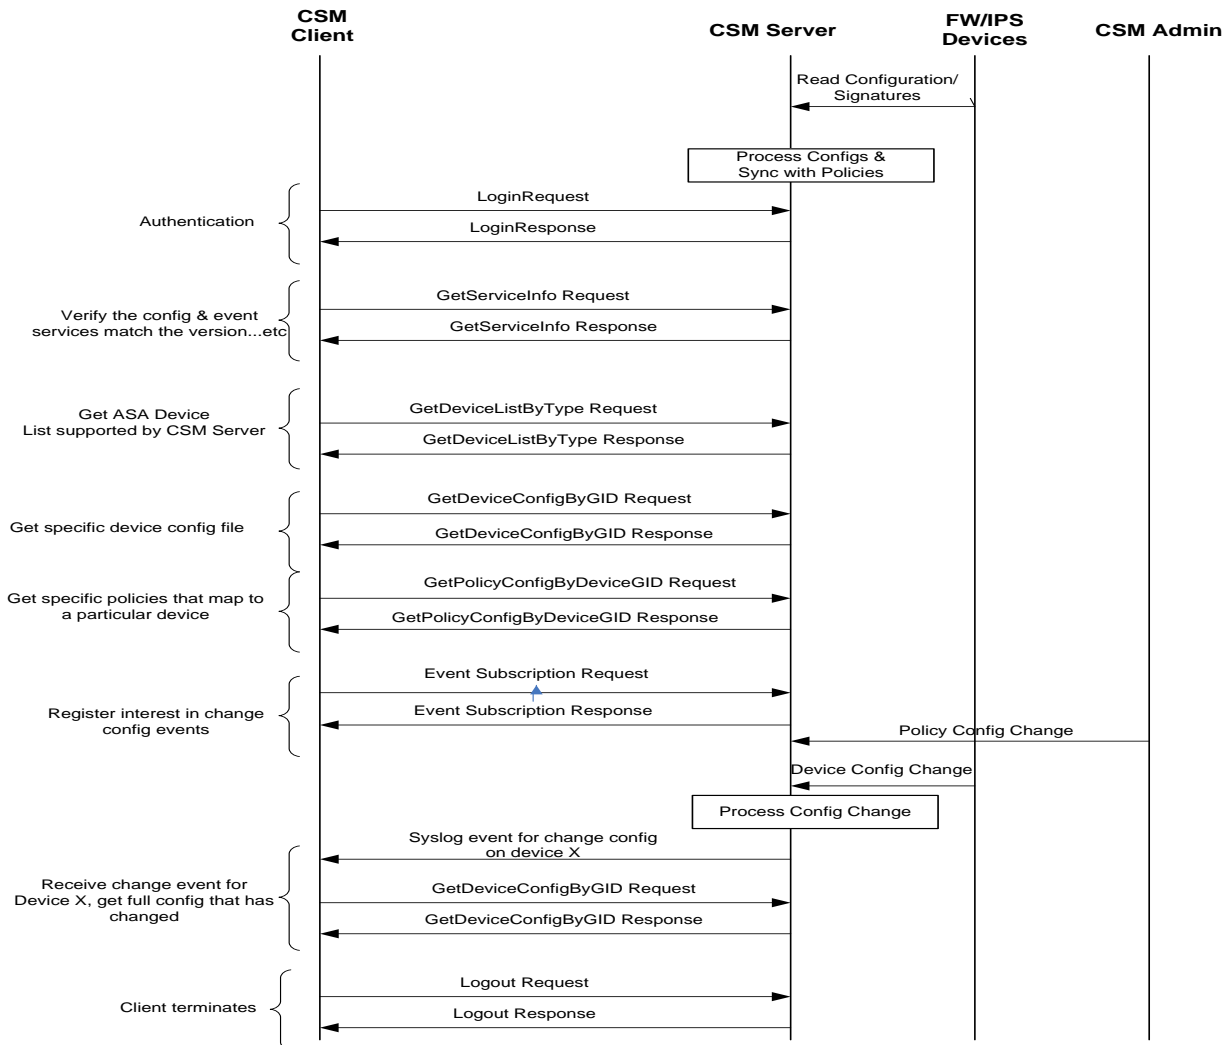 CSM
Client
CSM Server
FW/IPS
Devices
CSM Admin
Read Configuration/
Signatures
Process Configs &
Sync with Policies
LoginRequest
Authentication
LoginResponse
GetServiceInfo Request
Verify the config & event
services match the version...etc
GetServiceInfo Response
GetDeviceListByType Request
Get ASA Device
List supported by CSM Server
GetDeviceListByType Response
GetDeviceConfigByGID Request
Get specific device config file
GetDeviceConfigByGID Response
GetPolicyConfigByDeviceGID Request
Get specific policies that map to
a particular device
GetPolicyConfigByDeviceGID Response
Event Subscription Request
Register interest in change
config events
Event Subscription Response
Policy Config Change
Device Config Change
Process Config Change
Syslog event for change config
on device X
Receive change event for
Device X, get full config that has
changed
GetDeviceConfigByGID Request
GetDeviceConfigByGID Response
Logout Request
Client terminates
Logout Response